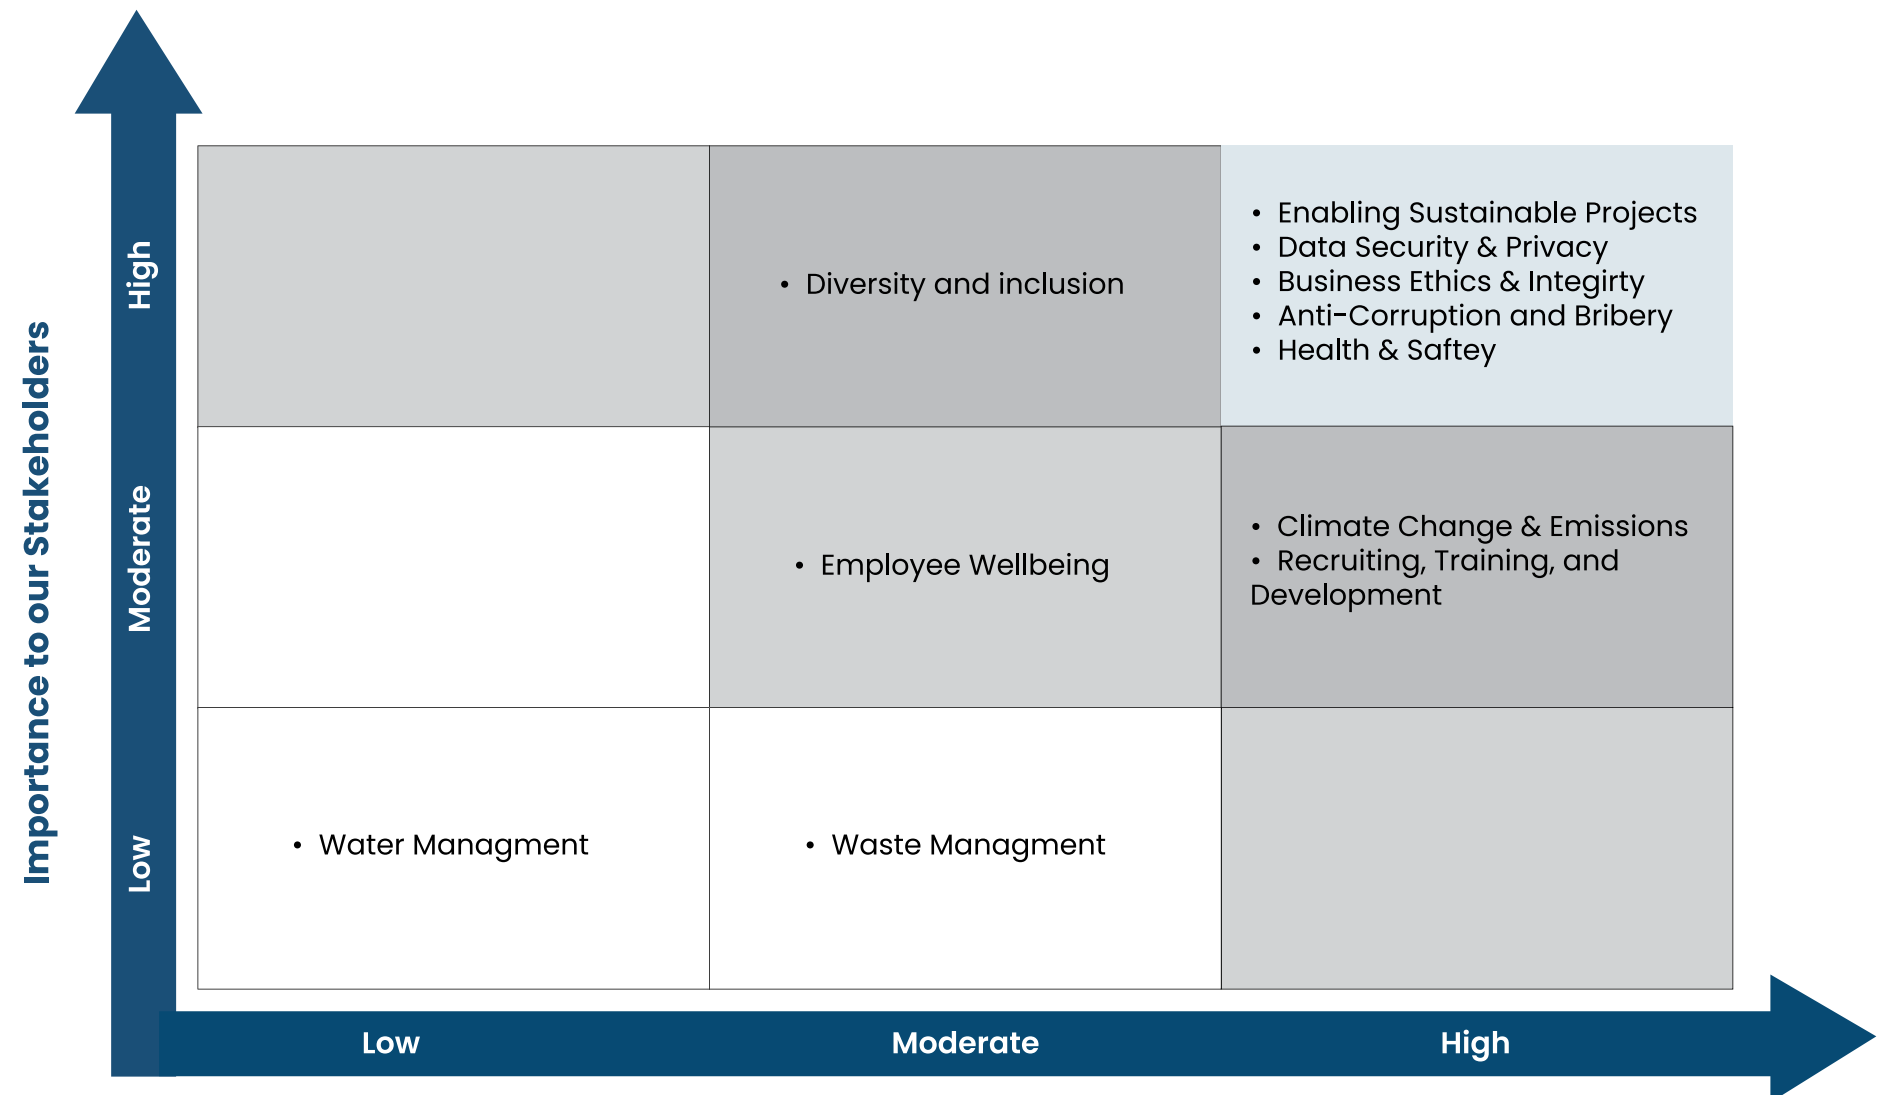 Importance to our Stakeholders
High
Moderate
Low
• Diversity and inclusion
• Enabling Sustainable Projects
• Data Security & Privacy
• Business Ethics & Integirty
• Anti-Corruption and Bribery
• Health & Saftey
• Employee Wellbeing
• Climate Change & Emissions
• Recruiting, Training, and
Development
• Water Managment
• Waste Managment
Low
Moderate
High